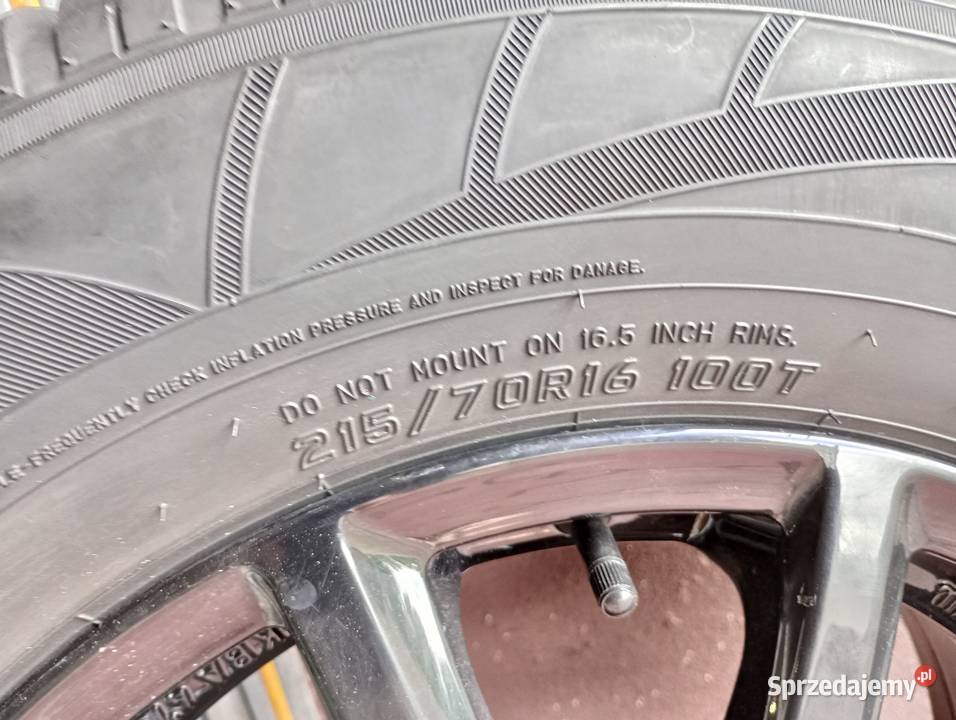 FREQUENTLY CHECK INFLATION PRESSURE AND INSPECT FOR DAMAGE.
DO NOT MOUNT ON 16.5 INCH RIMS.
215/70R16 100T
Sprzedajemy.pl